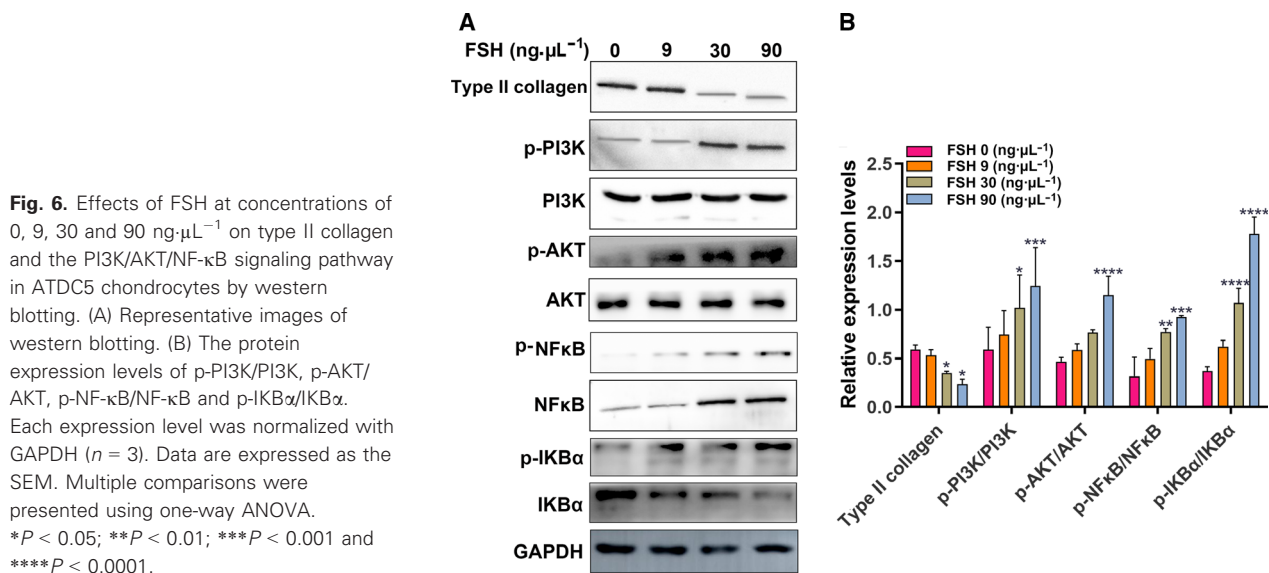 Fig. 6. Effects of FSH at concentrations of
0, 9, 30 and 90 ng·μL⁻¹ on type II collagen
and the PI3K/AKT/NF-κB signaling pathway
in ATDC5 chondrocytes by western
blotting. (A) Representative images of
western blotting. (B) The protein
expression levels of p-PI3K/PI3K, p-AKT/
AKT, p-NF-κB/NF-κB and p-IKBα/IKBα.
Each expression level was normalized with
GAPDH (n = 3). Data are expressed as the
SEM. Multiple comparisons were
presented using one-way ANOVA.
*P < 0.05; **P < 0.01; ***P < 0.001 and
****P < 0.0001.
A
FSH (ng.μL⁻¹) 0 9 30 90
Type II collagen
p-PI3K
PI3K
p-AKT
AKT
p-NFκB
NFκB
p-IKBα
IKBα
GAPDH
B
FSH 0 (ng·μL⁻¹)
FSH 9 (ng·μL⁻¹)
FSH 30 (ng·μL⁻¹)
FSH 90 (ng·μL⁻¹)
Relative expression levels
2.5
2.0
1.5
1.0
0.5
0.0
* *
* ***
****
** ***
**** ****
Type II collagen
p-PI3K/PI3K
p-AKT/AKT
p-NFκB/NFκB
p-IKBα/IKBα